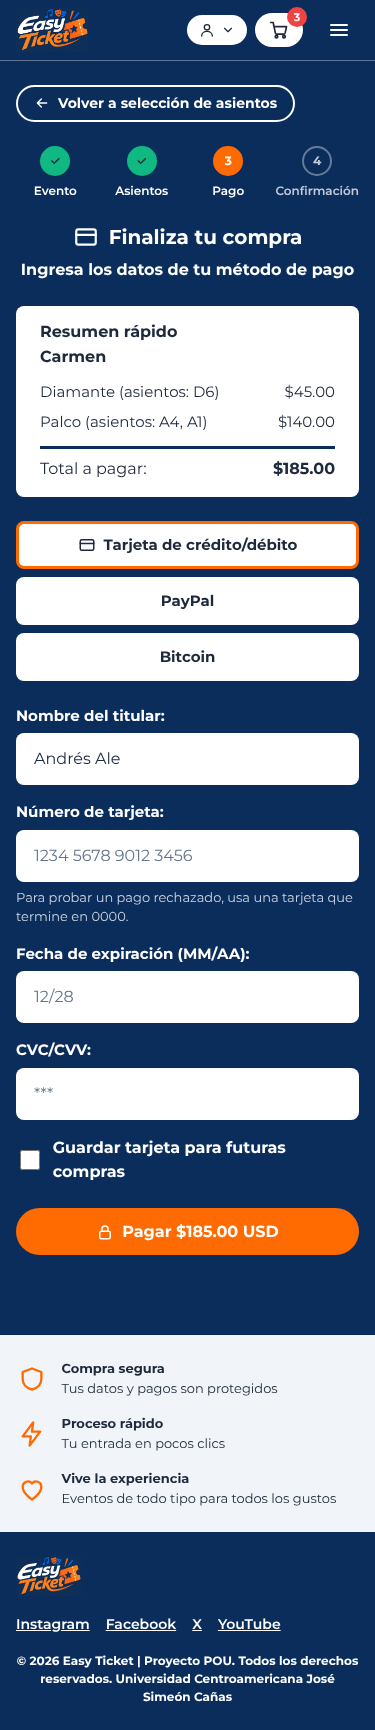 Easy
Ticket
3
Volver a selección de asientos
3
4
Evento
Asientos
Pago
Confirmación
Finaliza tu compra
Ingresa los datos de tu método de pago
Resumen rápido
Carmen
Diamante (asientos: D6) $45.00
Palco (asientos: A4, A1) $140.00
Total a pagar: $185.00
Tarjeta de crédito/débito
PayPal
Bitcoin
Nombre del titular:
Andrés Ale
Número de tarjeta:
1234 5678 9012 3456
Para probar un pago rechazado, usa una tarjeta que
termine en 0000.
Fecha de expiración (MM/AA):
12/28
CVC/CVV:
***
Guardar tarjeta para futuras
compras
Pagar $185.00 USD
Compra segura
Tus datos y pagos son protegidos
Proceso rápido
Tu entrada en pocos clics
Vive la experiencia
Eventos de todo tipo para todos los gustos
Easy
Ticket
Instagram Facebook X YouTube
© 2026 Easy Ticket | Proyecto POU. Todos los derechos
reservados. Universidad Centroamericana José
Simeón Cañas